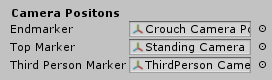 Camera Positons
Endmarker Crouch Camera Po
Top Marker Standing Camera
Third Person Marker ThirdPerson Came